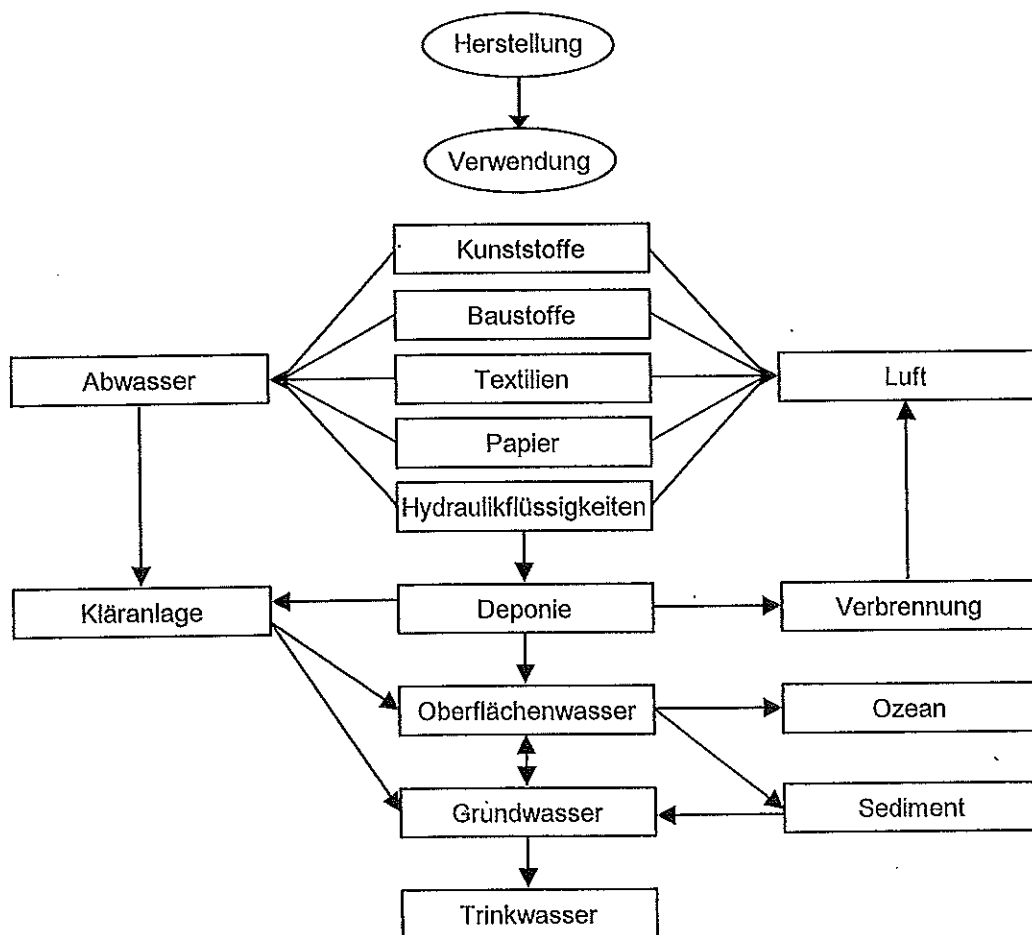 Herstellung
Verwendung
Kunststoffe
Baustoffe
Abwasser
Textilien
Luft
Papier
Hydraulikflüssigkeiten
Kläranlage
Deponie
Verbrennung
Oberflächenwasser
Ozean
Grundwasser
Sediment
Trinkwasser